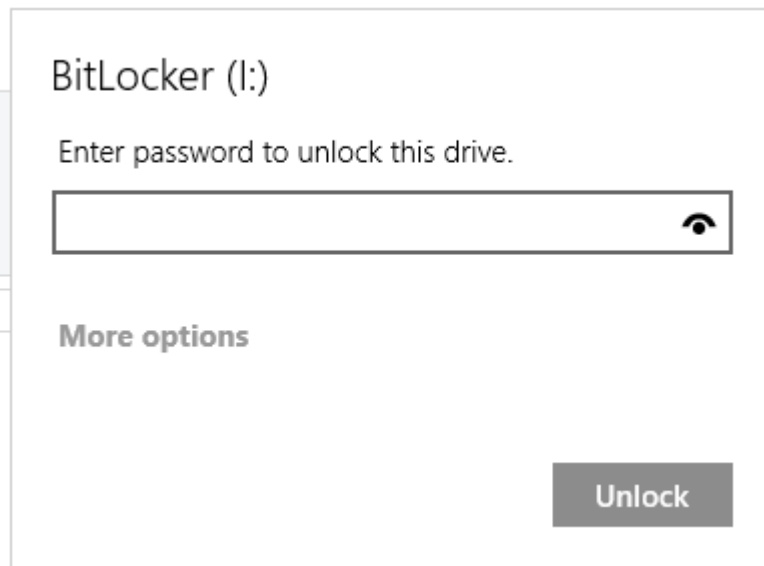 BitLocker (I:)
Enter password to unlock this drive.
More options
Unlock